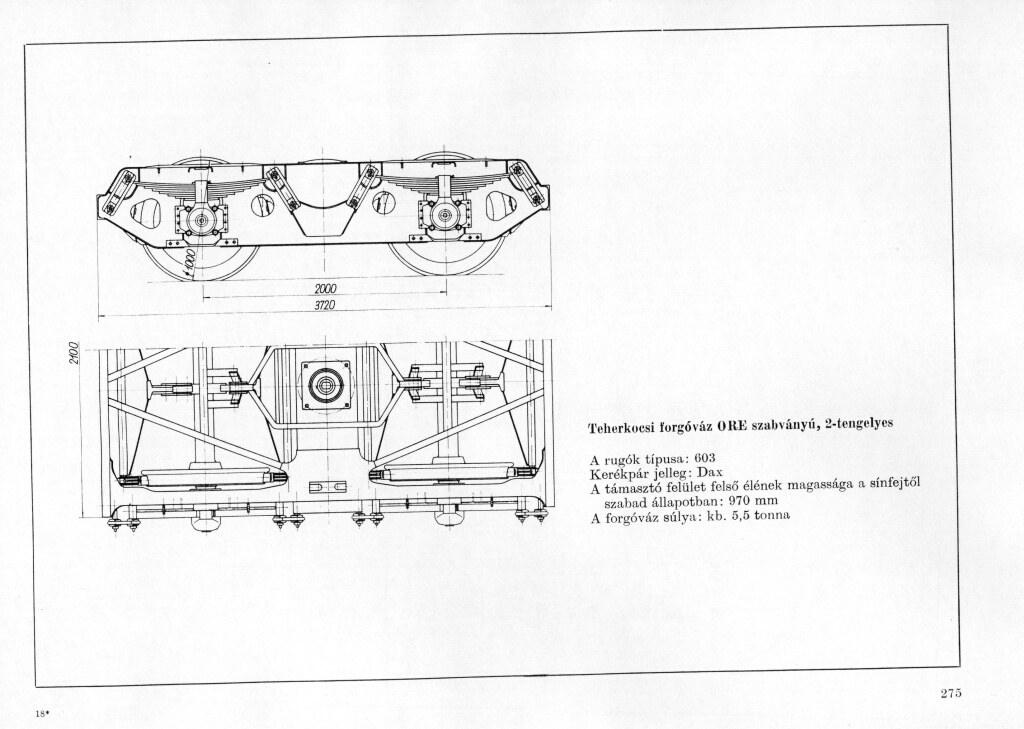 1000
2000
3720
2100
Teherkocsi forgóváz ORE szabványú, 2-tengelyes
A rugók típusa: 603
Kerékpár jelleg: Dax
A támasztó felület felső élének magassága a sínfejtől
szabad állapotban: 970 mm
A forgóváz súlya: kb. 5,5 tonna
275
18*